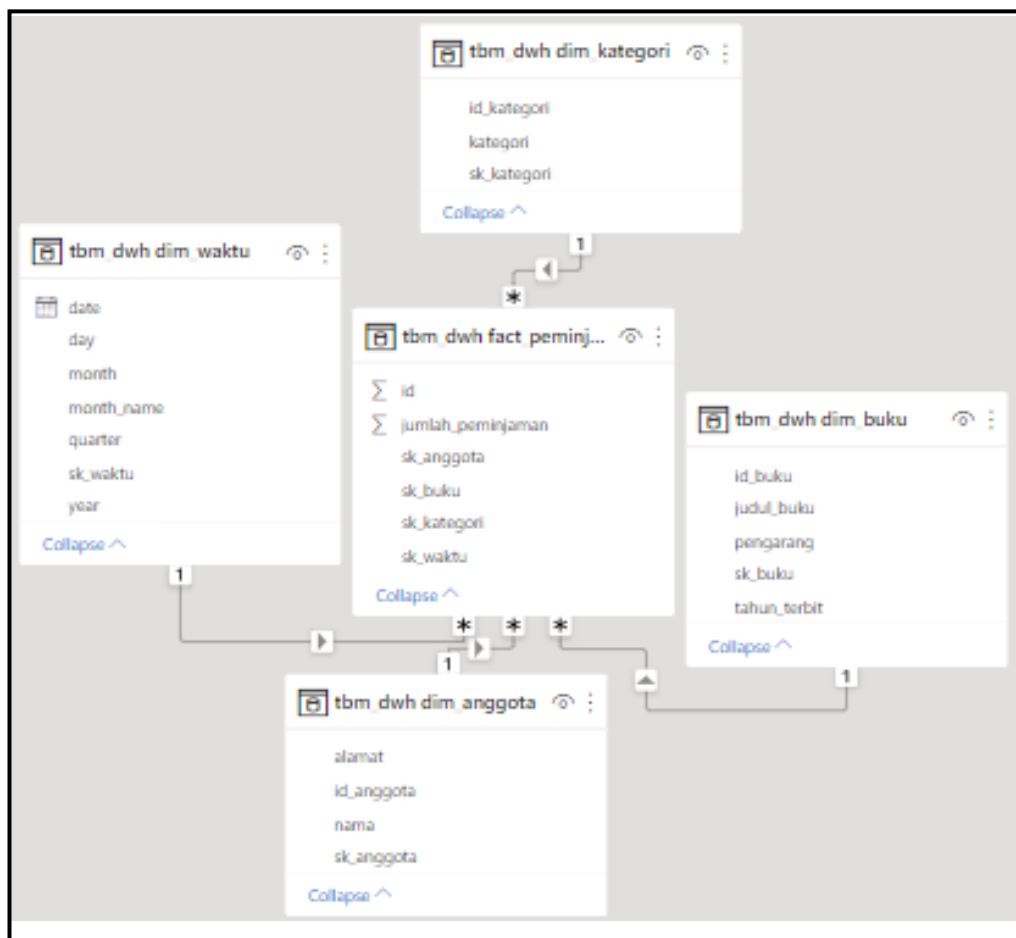 tbm_dwh dim_kategori
id_kategori
kategori
sk_kategori
Collapse
1
*
tbm_dwh dim_waktu
date
day
month
month_name
quarter
sk_waktu
year
Collapse
1
tbm_dwh fact_peminj...
id
jumlah_peminjaman
sk_anggota
sk_buku
sk_kategori
sk_waktu
Collapse
* * *
tbm_dwh dim_buku
id_buku
judul_buku
pengarang
sk_buku
tahun_terbit
Collapse
1
1
tbm_dwh dim_anggota
alamat
id_anggota
nama
sk_anggota
Collapse